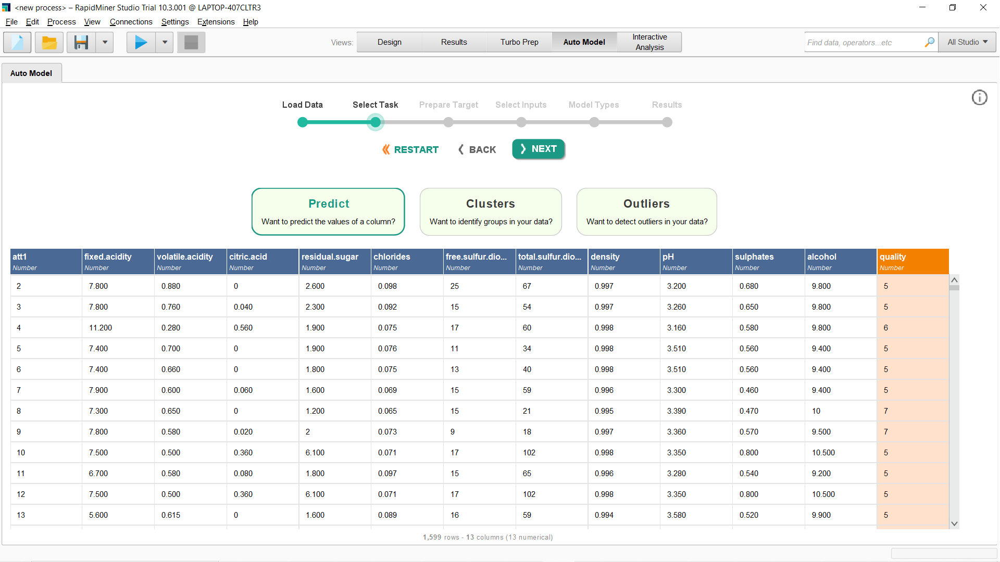 <new process> – RapidMiner Studio Trial 10.3.001 @ LAPTOP-407CLTR3
File Edit Process View Connections Settings Extensions Help
Views: Design Results Turbo Prep Auto Model Interactive Analysis Find data, operators...etc All Studio
Auto Model
Load Data Select Task Prepare Target Select Inputs Model Types Results
RESTART BACK NEXT
Predict Clusters Outliers
Want to predict the values of a column? Want to identify groups in your data? Want to detect outliers in your data?
att1 fixed.acidity volatile.acidity citric.acid residual.sugar chlorides free.sulfur.dio... total.sulfur.dio... density pH sulphates alcohol quality
Number Number Number Number Number Number Number Number Number Number Number Number Number
2 7.800 0.880 0 2.600 0.098 25 67 0.997 3.200 0.680 9.800 5
3 7.800 0.760 0.040 2.300 0.092 15 54 0.997 3.260 0.650 9.800 5
4 11.200 0.280 0.560 1.900 0.075 17 60 0.998 3.160 0.580 9.800 6
5 7.400 0.700 0 1.900 0.076 11 34 0.998 3.510 0.560 9.400 5
6 7.400 0.660 0 1.800 0.075 13 40 0.998 3.510 0.560 9.400 5
7 7.900 0.600 0.060 1.600 0.069 15 59 0.996 3.300 0.460 9.400 5
8 7.300 0.650 0 1.200 0.065 15 21 0.995 3.390 0.470 10 7
9 7.800 0.580 0.020 2 0.073 9 18 0.997 3.360 0.570 9.500 7
10 7.500 0.500 0.360 6.100 0.071 17 102 0.998 3.350 0.800 10.500 5
11 6.700 0.580 0.080 1.800 0.097 15 65 0.996 3.280 0.540 9.200 5
12 7.500 0.500 0.360 6.100 0.071 17 102 0.998 3.350 0.800 10.500 5
13 5.600 0.615 0 1.600 0.089 16 59 0.994 3.580 0.520 9.900 5
1,599 rows - 13 columns (13 numerical)